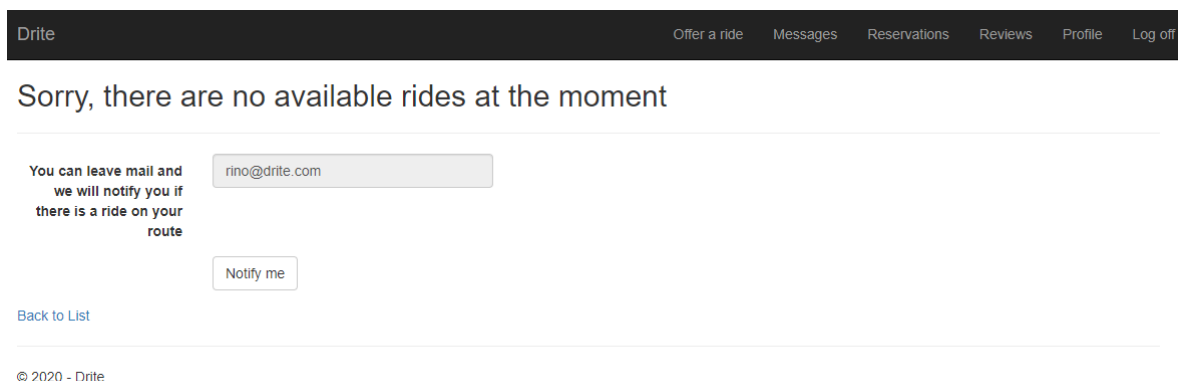 Drite Offer a ride Messages Reservations Reviews Profile Log off
Sorry, there are no available rides at the moment
You can leave mail and
we will notify you if
there is a ride on your
route
rino@drite.com
Notify me
Back to List
© 2020 - Drite